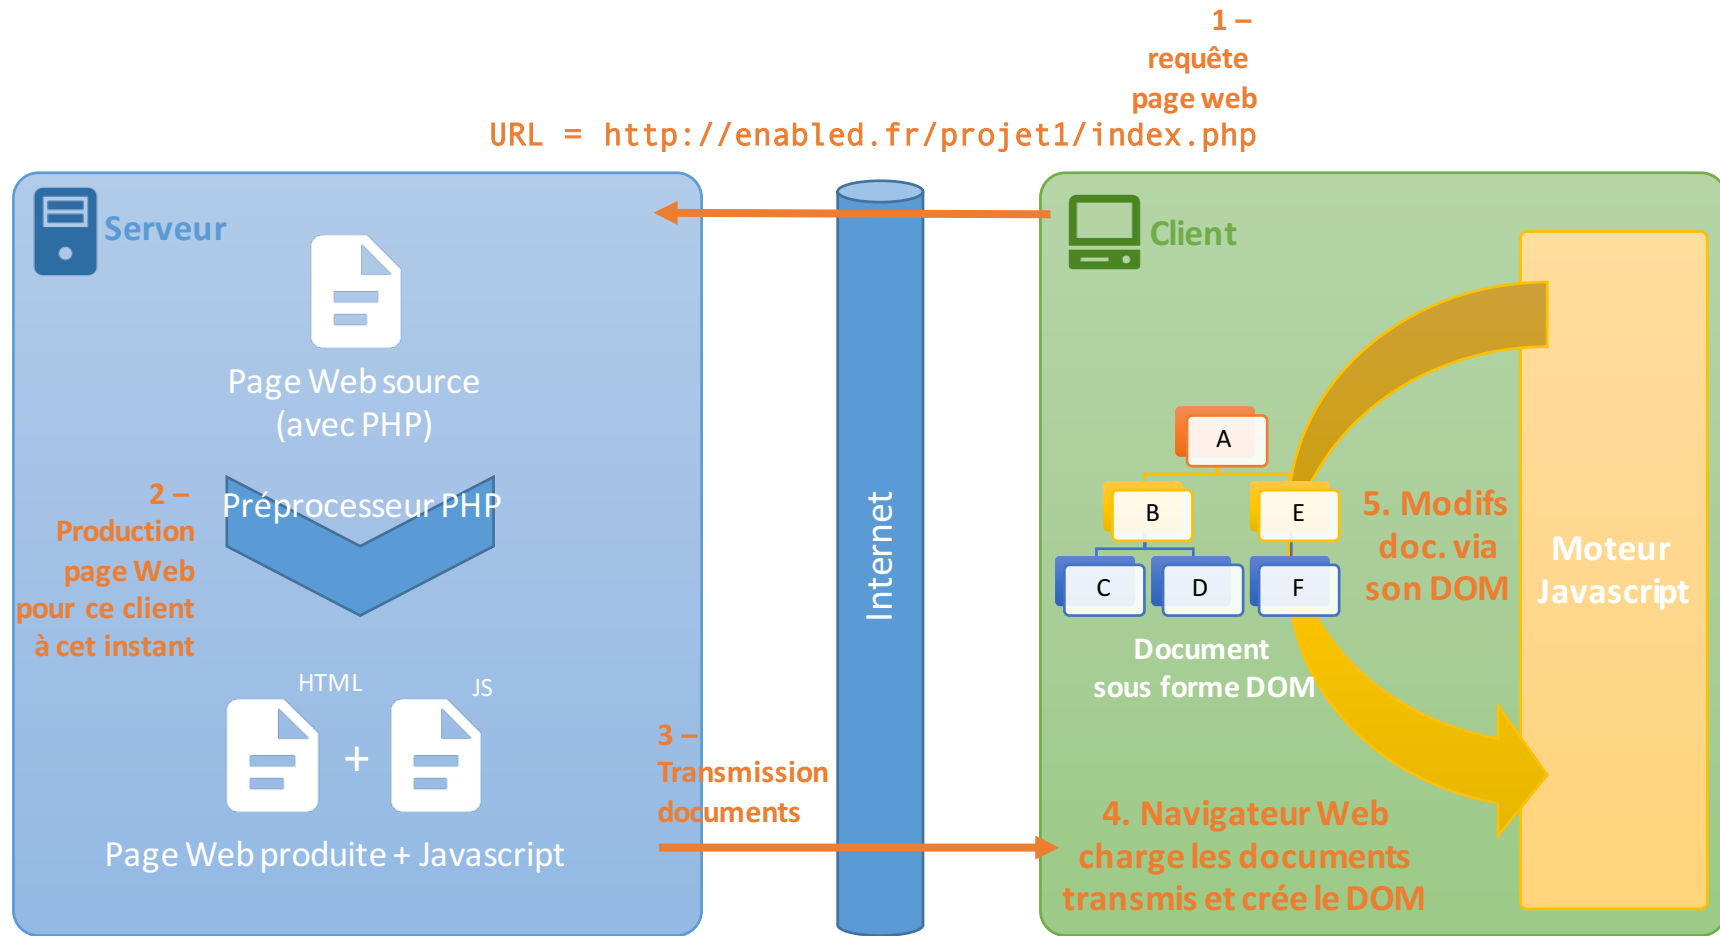 1 –
requête
page web
URL = http://enabled.fr/projet1/index.php
Serveur
Page Web source
(avec PHP)
2 –
Production
page Web
pour ce client
à cet instant
Préprocesseur PHP
HTML
JS
+
Page Web produite + Javascript
3 –
Transmission
documents
Internet
Client
A
B
E
C
D
F
Document
sous forme DOM
5. Modifs
doc. via
son DOM
Moteur
Javascript
4. Navigateur Web
charge les documents
transmis et crée le DOM